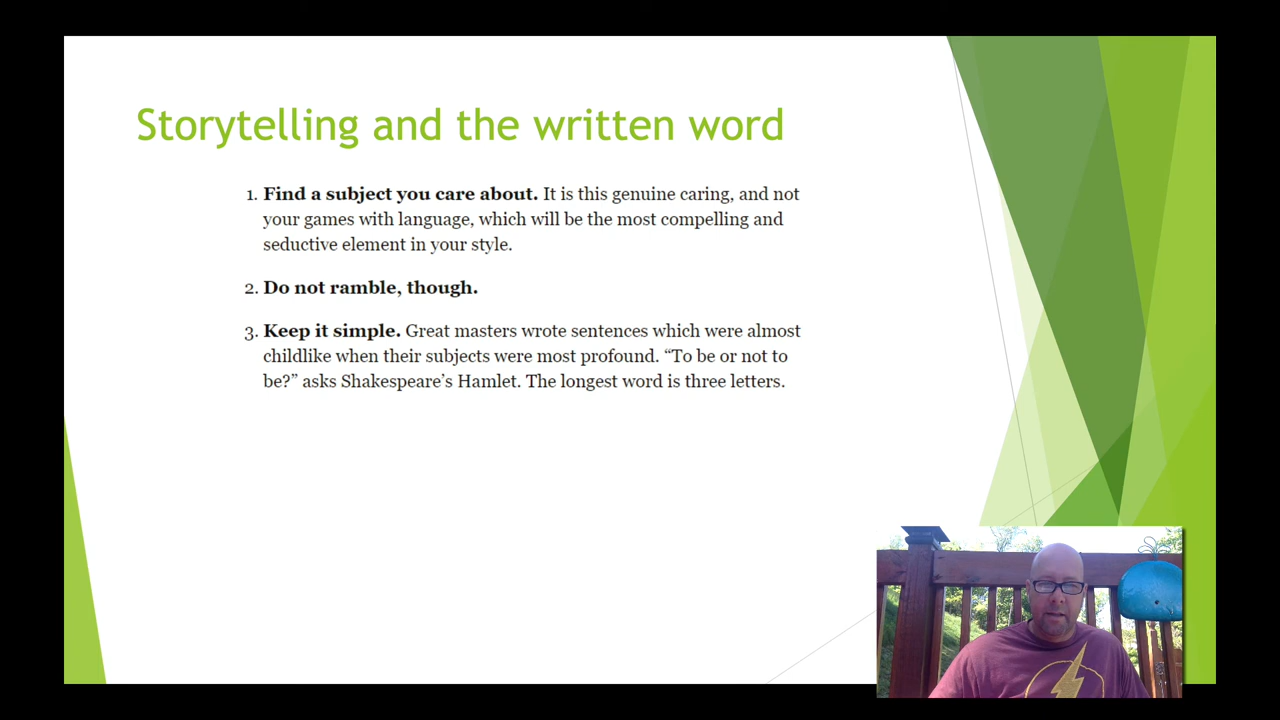 Storytelling and the written word
1. Find a subject you care about. It is this genuine caring, and not
your games with language, which will be the most compelling and
seductive element in your style.
2. Do not ramble, though.
3. Keep it simple. Great masters wrote sentences which were almost
childlike when their subjects were most profound. “To be or not to
be?” asks Shakespeare’s Hamlet. The longest word is three letters.